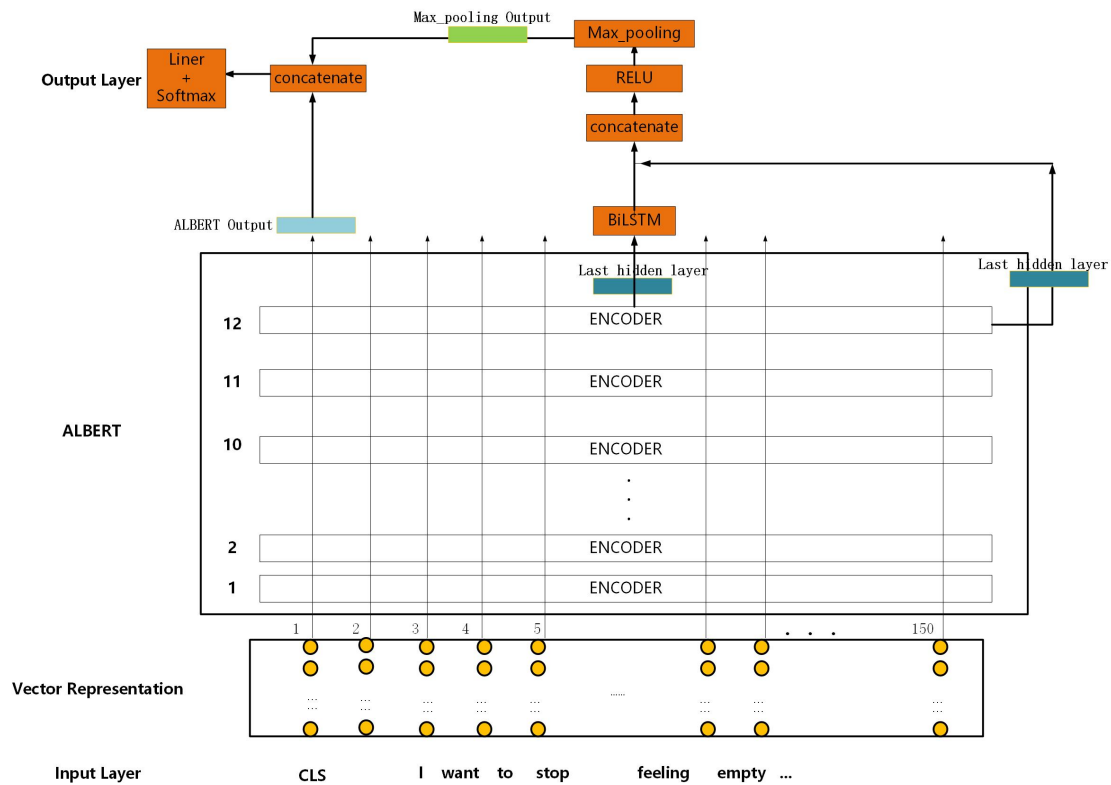 Max_pooling Output
Max_pooling
Liner
+
Softmax
Output Layer
concatenate
RELU
concatenate
ALBERT Output
BiLSTM
Last hidden layer
Last hidden layer
12 ENCODER
11 ENCODER
ALBERT
10 ENCODER
.
.
.
2 ENCODER
1 ENCODER
1 2 3 4 5 . . . 150
Vector Representation
... ... ... ... ... ...... ... ... ...
... ... ... ... ... ... ... ...
Input Layer CLS I want to stop feeling empty ...